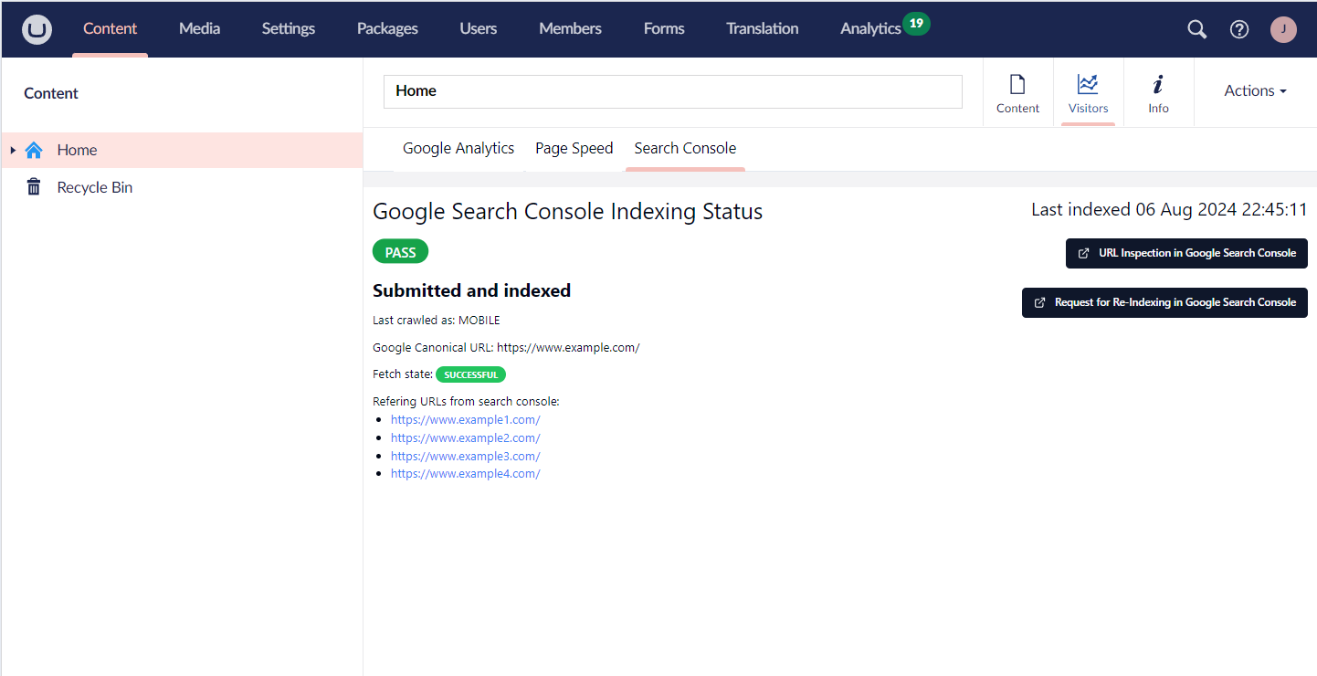 Content Media Settings Packages Users Members Forms Translation Analytics 19 J
Content
Home
Recycle Bin
Home
Content Visitors Info Actions
Google Analytics Page Speed Search Console
Google Search Console Indexing Status
Last indexed 06 Aug 2024 22:45:11
PASS
URL Inspection in Google Search Console
Submitted and indexed
Request for Re-Indexing in Google Search Console
Last crawled as: MOBILE
Google Canonical URL: https://www.example.com/
Fetch state: SUCCESSFUL
Refering URLs from search console:
https://www.example1.com/
https://www.example2.com/
https://www.example3.com/
https://www.example4.com/